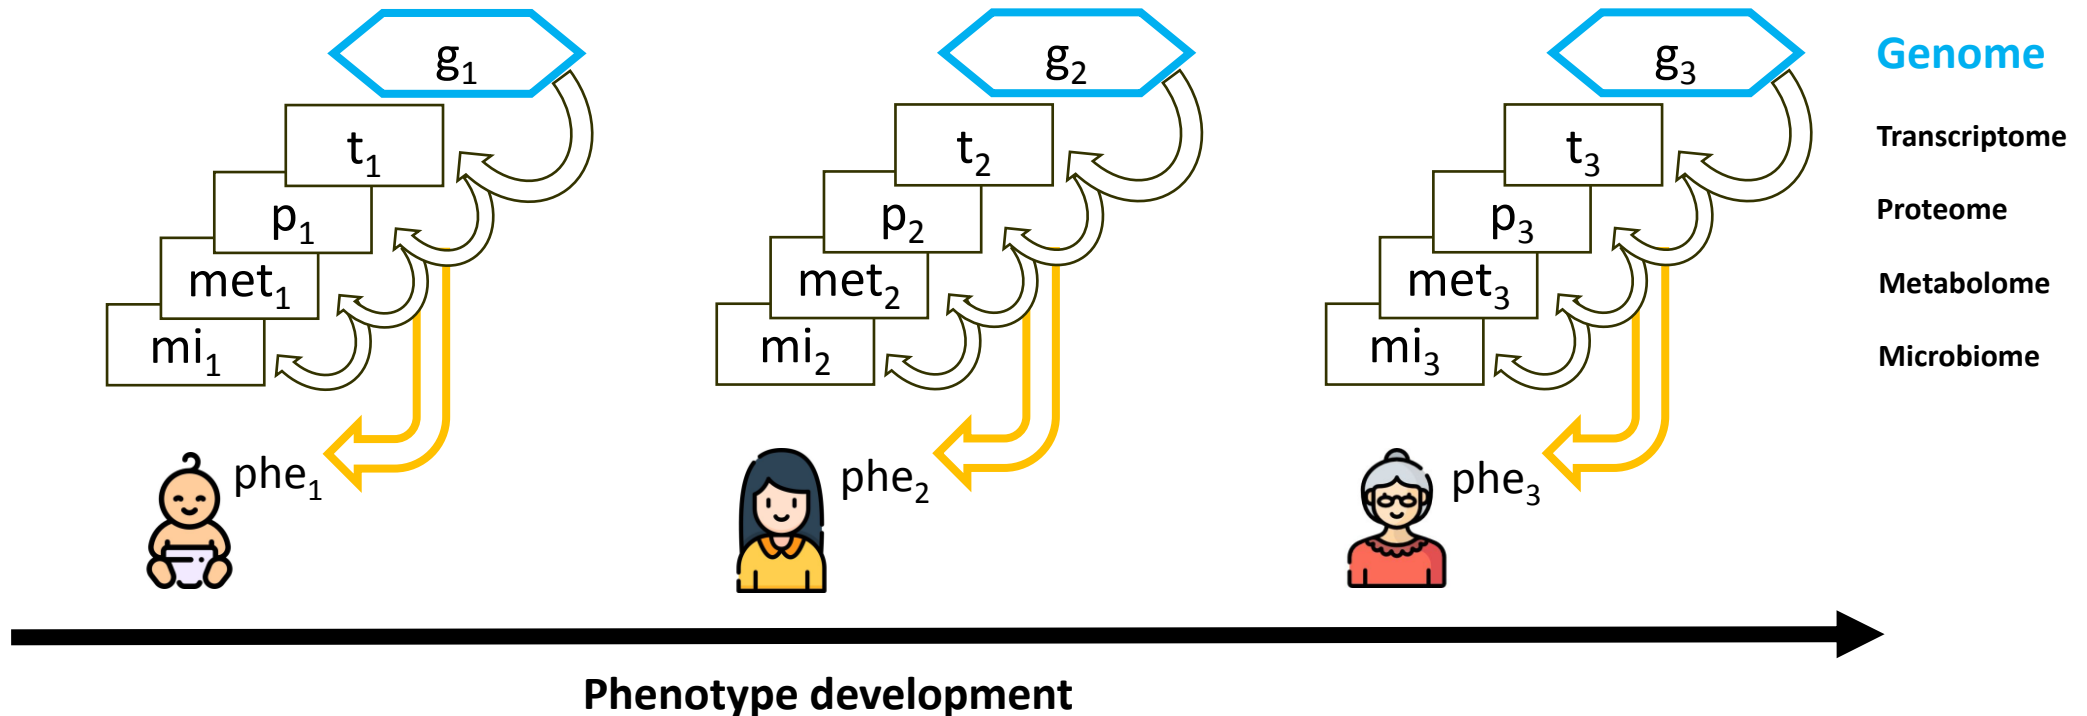 g1 g2 g3 Genome
t1 t2 t3 Transcriptome
p1 p2 p3 Proteome
met1 met2 met3 Metabolome
mi1 mi2 mi3 Microbiome
phe1 phe2 phe3
Phenotype development